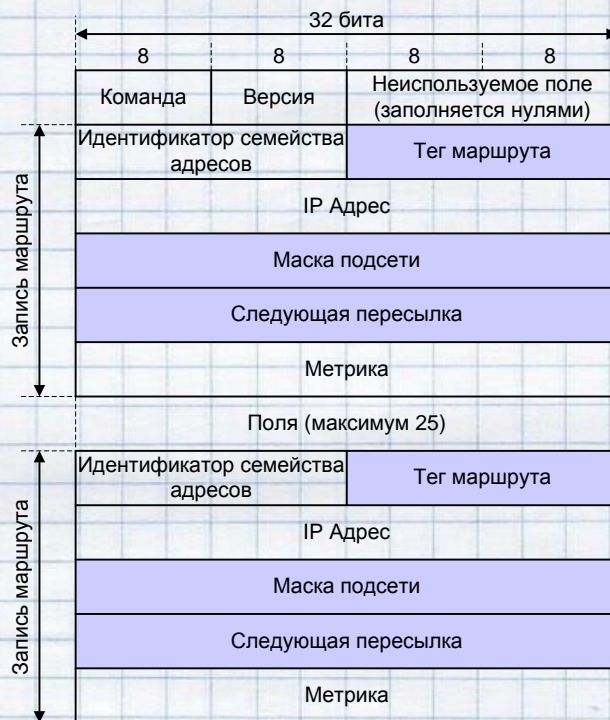 32 бита
8 8 8 8
Команда Версия Неиспользуемое поле
(заполняется нулями)
Запись маршрута
Идентификатор семейства
адресов
Тег маршрута
IP Адрес
Маска подсети
Следующая пересылка
Метрика
Поля (максимум 25)
Запись маршрута
Идентификатор семейства
адресов
Тег маршрута
IP Адрес
Маска подсети
Следующая пересылка
Метрика